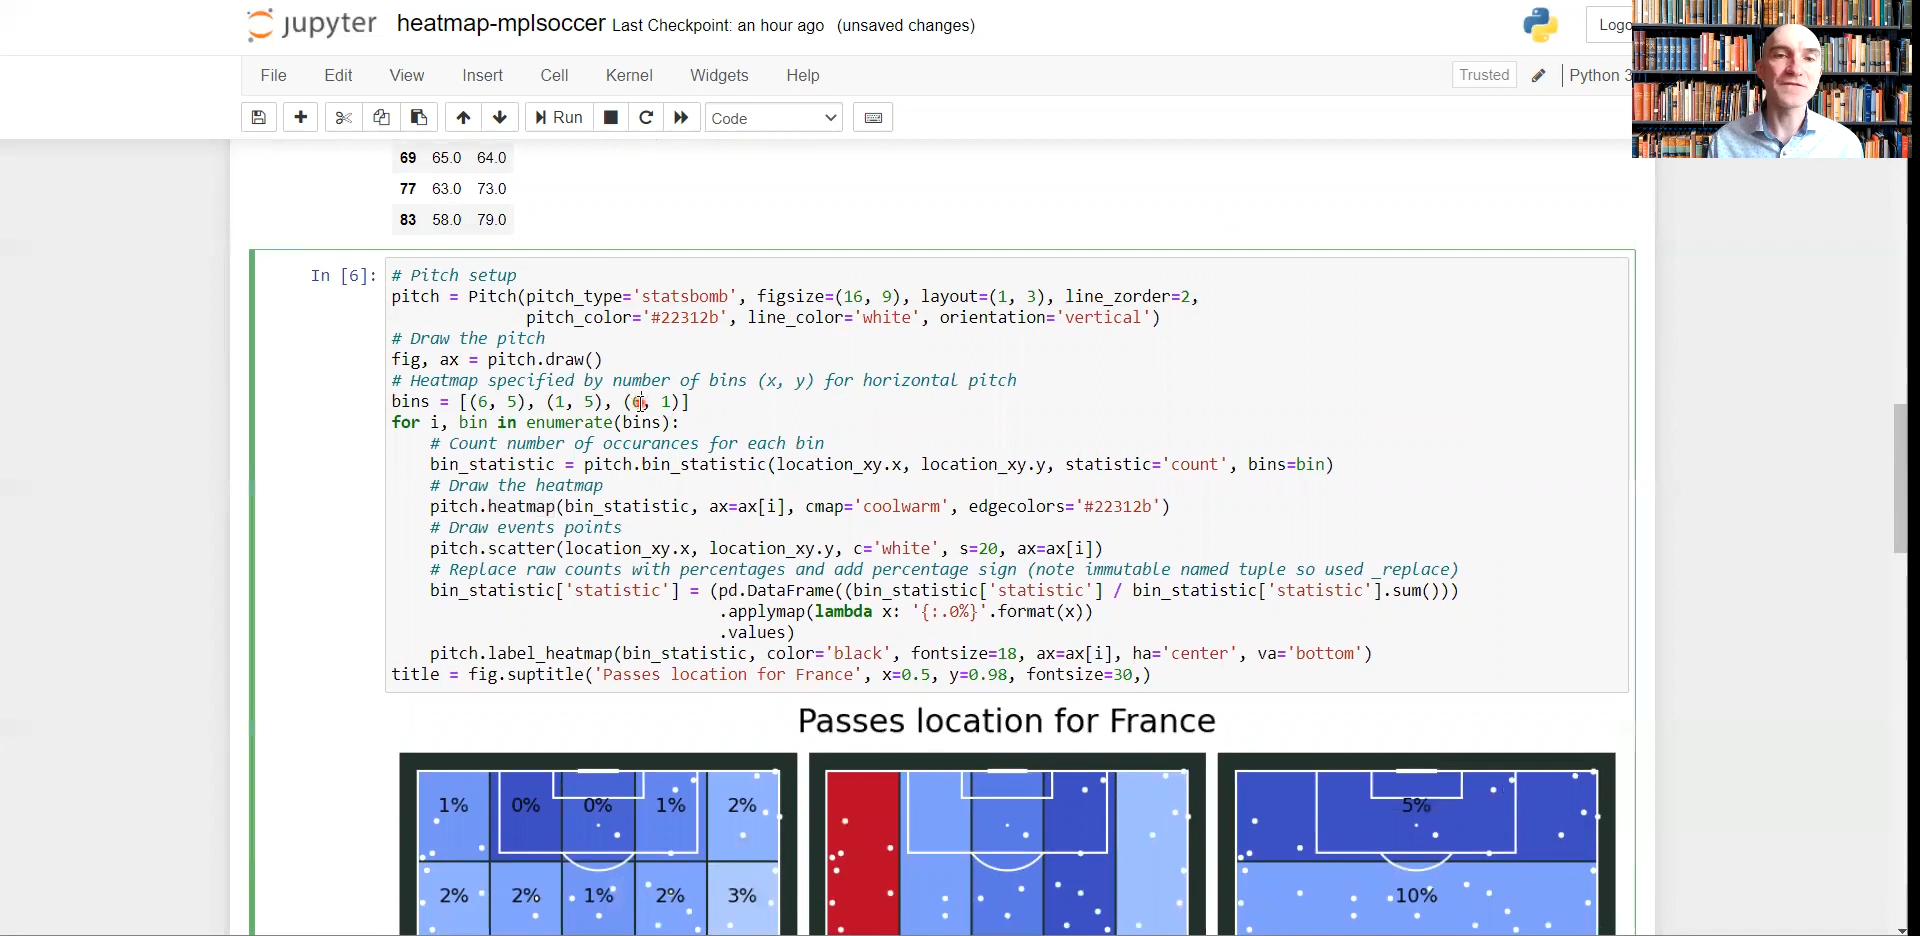 jupyter heatmap-mplsoccer Last Checkpoint: an hour ago (unsaved changes)
Logo
File Edit View Insert Cell Kernel Widgets Help
Trusted Python 3
Run Code
69 65.0 64.0
77 63.0 73.0
83 58.0 79.0
In [6]:
# Pitch setup
pitch = Pitch(pitch_type='statsbomb', figsize=(16, 9), layout=(1, 3), line_zorder=2,
pitch_color='#22312b', line_color='white', orientation='vertical')
# Draw the pitch
fig, ax = pitch.draw()
# Heatmap specified by number of bins (x, y) for horizontal pitch
bins = [(6, 5), (1, 5), (6, 1)]
for i, bin in enumerate(bins):
# Count number of occurances for each bin
bin_statistic = pitch.bin_statistic(location_xy.x, location_xy.y, statistic='count', bins=bin)
# Draw the heatmap
pitch.heatmap(bin_statistic, ax=ax[i], cmap='coolwarm', edgecolors='#22312b')
# Draw events points
pitch.scatter(location_xy.x, location_xy.y, c='white', s=20, ax=ax[i])
# Replace raw counts with percentages and add percentage sign (note immutable named tuple so used _replace)
bin_statistic['statistic'] = (pd.DataFrame((bin_statistic['statistic'] / bin_statistic['statistic'].sum()))
.applymap(lambda x: '{:.0%}'.format(x))
.values)
pitch.label_heatmap(bin_statistic, color='black', fontsize=18, ax=ax[i], ha='center', va='bottom')
title = fig.suptitle('Passes location for France', x=0.5, y=0.98, fontsize=30,)
Passes location for France
1% 0% 0% 1% 2% 5%
2% 2% 1% 2% 3% 10%